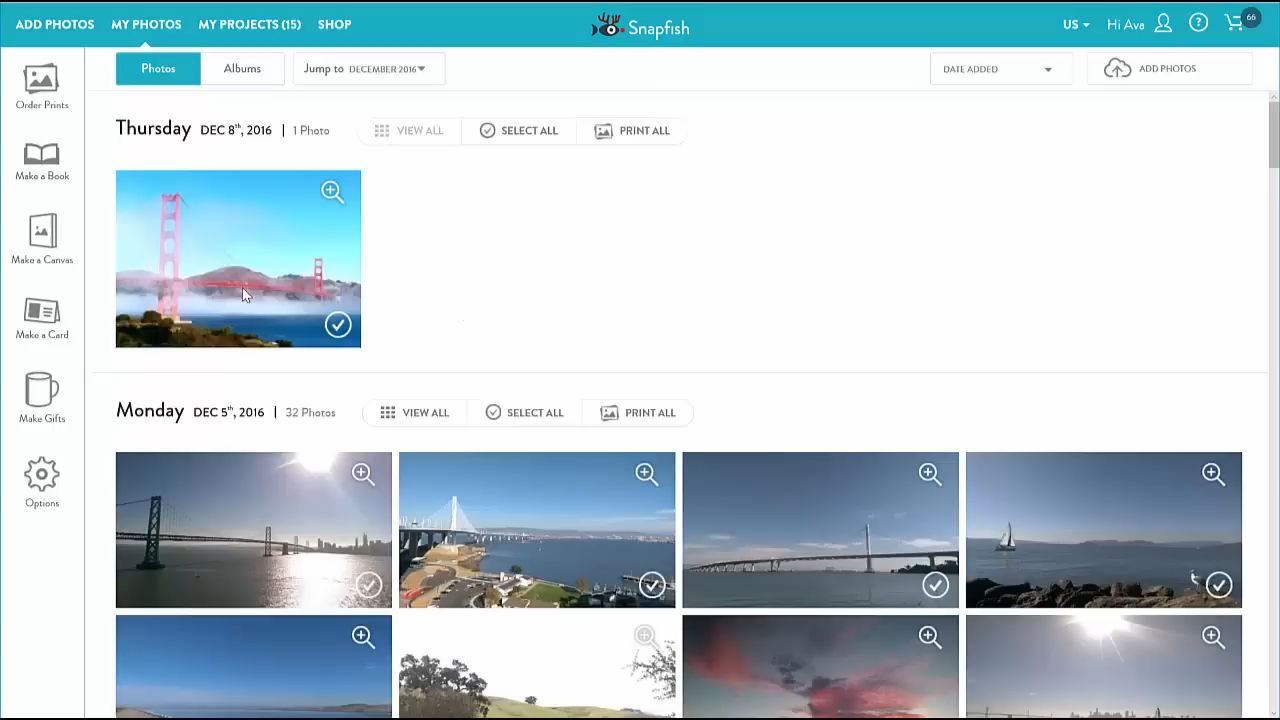 ADD PHOTOS MY PHOTOS MY PROJECTS (15) SHOP Snapfish US Hi Ava ? 66
Photos Albums Jump to DECEMBER 2016 DATE ADDED ADD PHOTOS
Order Prints
Make a Book
Make a Canvas
Make a Card
Make Gifts
Options
Thursday DEC 8th, 2016 | 1 Photo VIEW ALL SELECT ALL PRINT ALL
Monday DEC 5th, 2016 | 32 Photos VIEW ALL SELECT ALL PRINT ALL